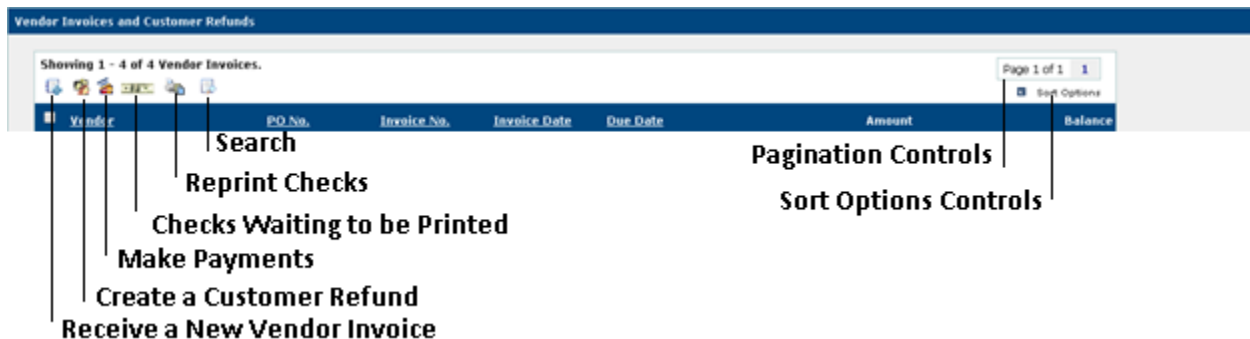 Vendor Invoices and Customer Refunds
Showing 1 - 4 of 4 Vendor Invoices.
Page 1 of 1 1
Sort Options
Vendor PO No. Invoice No. Invoice Date Due Date Amount Balance
Search
Pagination Controls
Reprint Checks
Sort Options Controls
Checks Waiting to be Printed
Make Payments
Create a Customer Refund
Receive a New Vendor Invoice